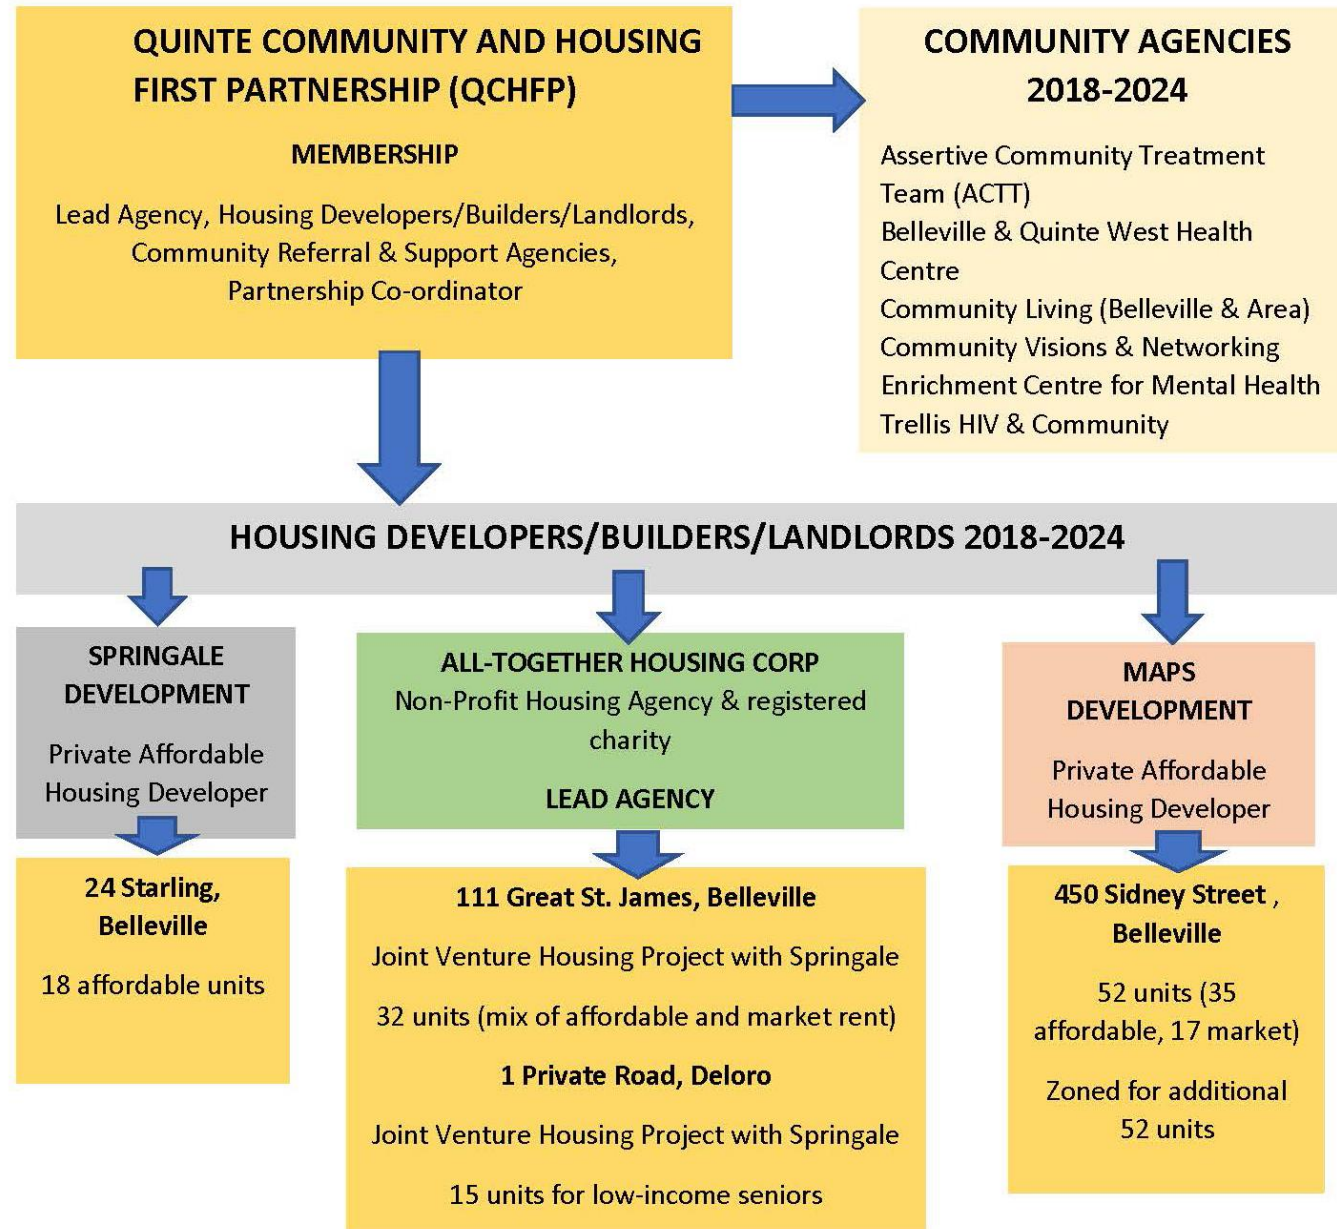 QUINTE COMMUNITY AND HOUSING
FIRST PARTNERSHIP (QCHFP)
MEMBERSHIP
Lead Agency, Housing Developers/Builders/Landlords,
Community Referral & Support Agencies,
Partnership Co-ordinator
COMMUNITY AGENCIES
2018-2024
Assertive Community Treatment
Team (ACTT)
Belleville & Quinte West Health
Centre
Community Living (Belleville & Area)
Community Visions & Networking
Enrichment Centre for Mental Health
Trellis HIV & Community
HOUSING DEVELOPERS/BUILDERS/LANDLORDS 2018-2024
SPRINGALE
DEVELOPMENT
Private Affordable
Housing Developer
24 Starling,
Belleville
18 affordable units
ALL-TOGETHER HOUSING CORP
Non-Profit Housing Agency & registered
charity
LEAD AGENCY
111 Great St. James, Belleville
Joint Venture Housing Project with Springale
32 units (mix of affordable and market rent)
1 Private Road, Deloro
Joint Venture Housing Project with Springale
15 units for low-income seniors
MAPS
DEVELOPMENT
Private Affordable
Housing Developer
450 Sidney Street ,
Belleville
52 units (35
affordable, 17 market)
Zoned for additional
52 units